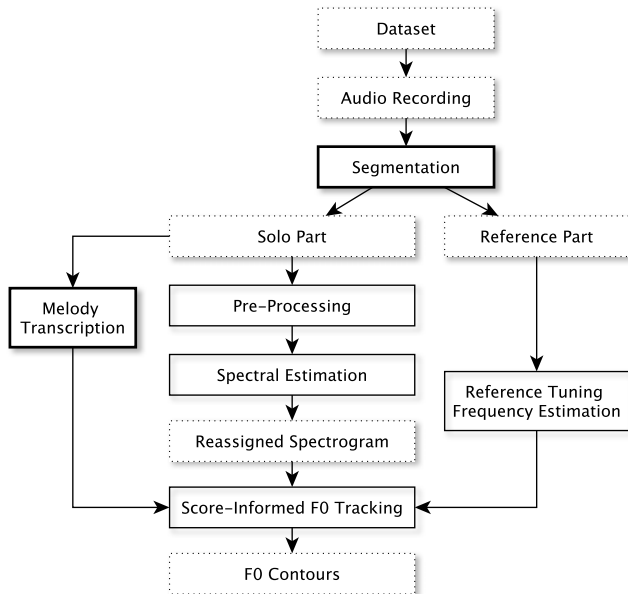 Dataset
Audio Recording
Segmentation
Solo Part
Reference Part
Melody
Transcription
Pre-Processing
Spectral Estimation
Reference Tuning
Frequency Estimation
Reassigned Spectrogram
Score-Informed F0 Tracking
F0 Contours